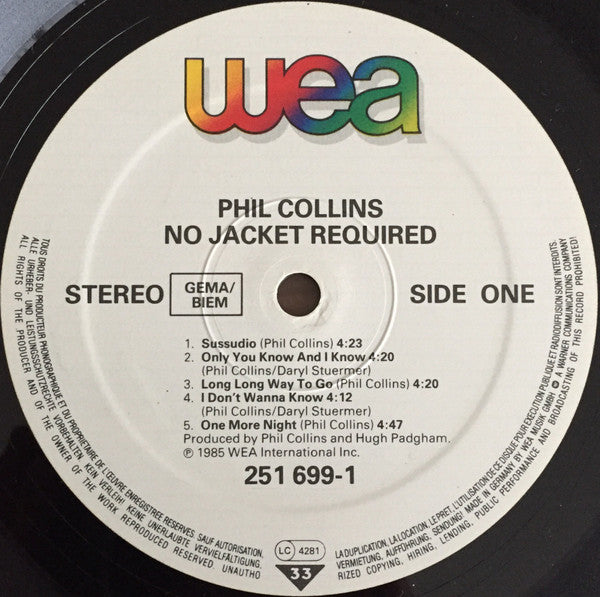 wea
PHIL COLLINS
NO JACKET REQUIRED
STEREO GEMA/BIEM SIDE ONE
1. Sussudio (Phil Collins) 4:23
2. Only You Know And I Know 4:20
(Phil Collins/Daryl Stuermer)
3. Long Long Way To Go (Phil Collins) 4:20
4. I Don't Wanna Know 4:12
(Phil Collins/Daryl Stuermer)
5. One More Night (Phil Collins) 4:47
Produced by Phil Collins and Hugh Padgham.
℗ 1985 WEA International Inc.
251 699-1
LC 4281
33
TOUS DROITS DU PRODUCTEUR PHONOGRAPHIQUE ET DU PROPRIETAIRE DE L'ŒUVRE ENREGISTREE RESERVES. SAUF AUTORISATION, LA DUPLICATION, LA LOCATION, LE PRET, L'UTILISATION DE CE DISQUE POUR EXECUTION PUBLIQUE ET RADIODIFFUSION SONT INTERDITS.
ALLE URHEBER- UND LEISTUNGSSCHUTZRECHTE VORBEHALTEN. KEIN VERLEIH! KEINE UNERLAUBTE VERVIELFÄLTIGUNG, VERMIETUNG, AUFFÜHRUNG, SENDUNG! MADE IN GERMANY BY WEA MUSIK GMBH A WARNER COMMUNICATIONS COMPANY
ALL RIGHTS OF THE PRODUCER AND OF THE OWNER OF THE WORK REPRODUCED RESERVED. UNAUTHORIZED COPYING, HIRING, LENDING, PUBLIC PERFORMANCE AND BROADCASTING OF THIS RECORD PROHIBITED!